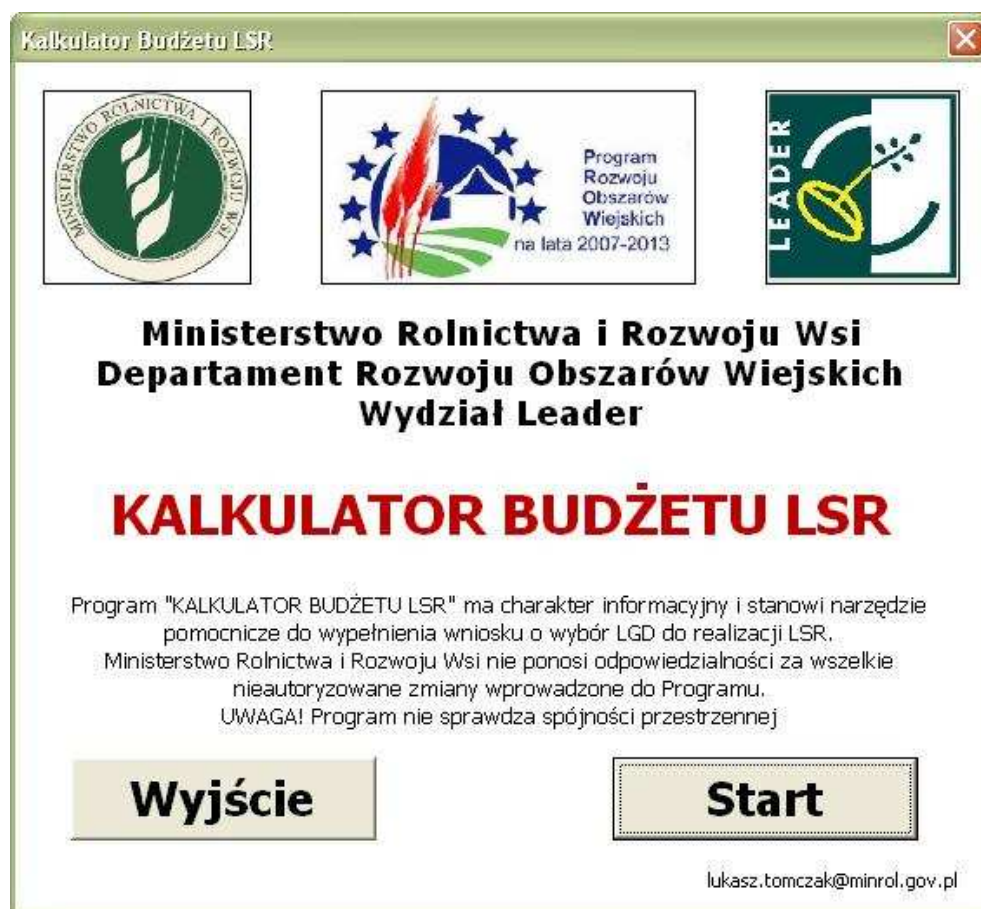 Kalkulator Budżetu LSR
MINISTERSTWO ROLNICTWA I ROZWOJU WSI
Program
Rozwoju
Obszarów
Wiejskich
na lata 2007-2013
LEADER
Ministerstwo Rolnictwa i Rozwoju Wsi
Departament Rozwoju Obszarów Wiejskich
Wydział Leader
KALKULATOR BUDŻETU LSR
Program "KALKULATOR BUDŻETU LSR" ma charakter informacyjny i stanowi narzędzie
pomocnicze do wypełnienia wniosku o wybór LGD do realizacji LSR.
Ministerstwo Rolnictwa i Rozwoju Wsi nie ponosi odpowiedzialności za wszelkie
nieautoryzowane zmiany wprowadzone do Programu.
UWAGA! Program nie sprawdza spójności przestrzennej
Wyjście
Start
lukasz.tomczak@minrol.gov.pl